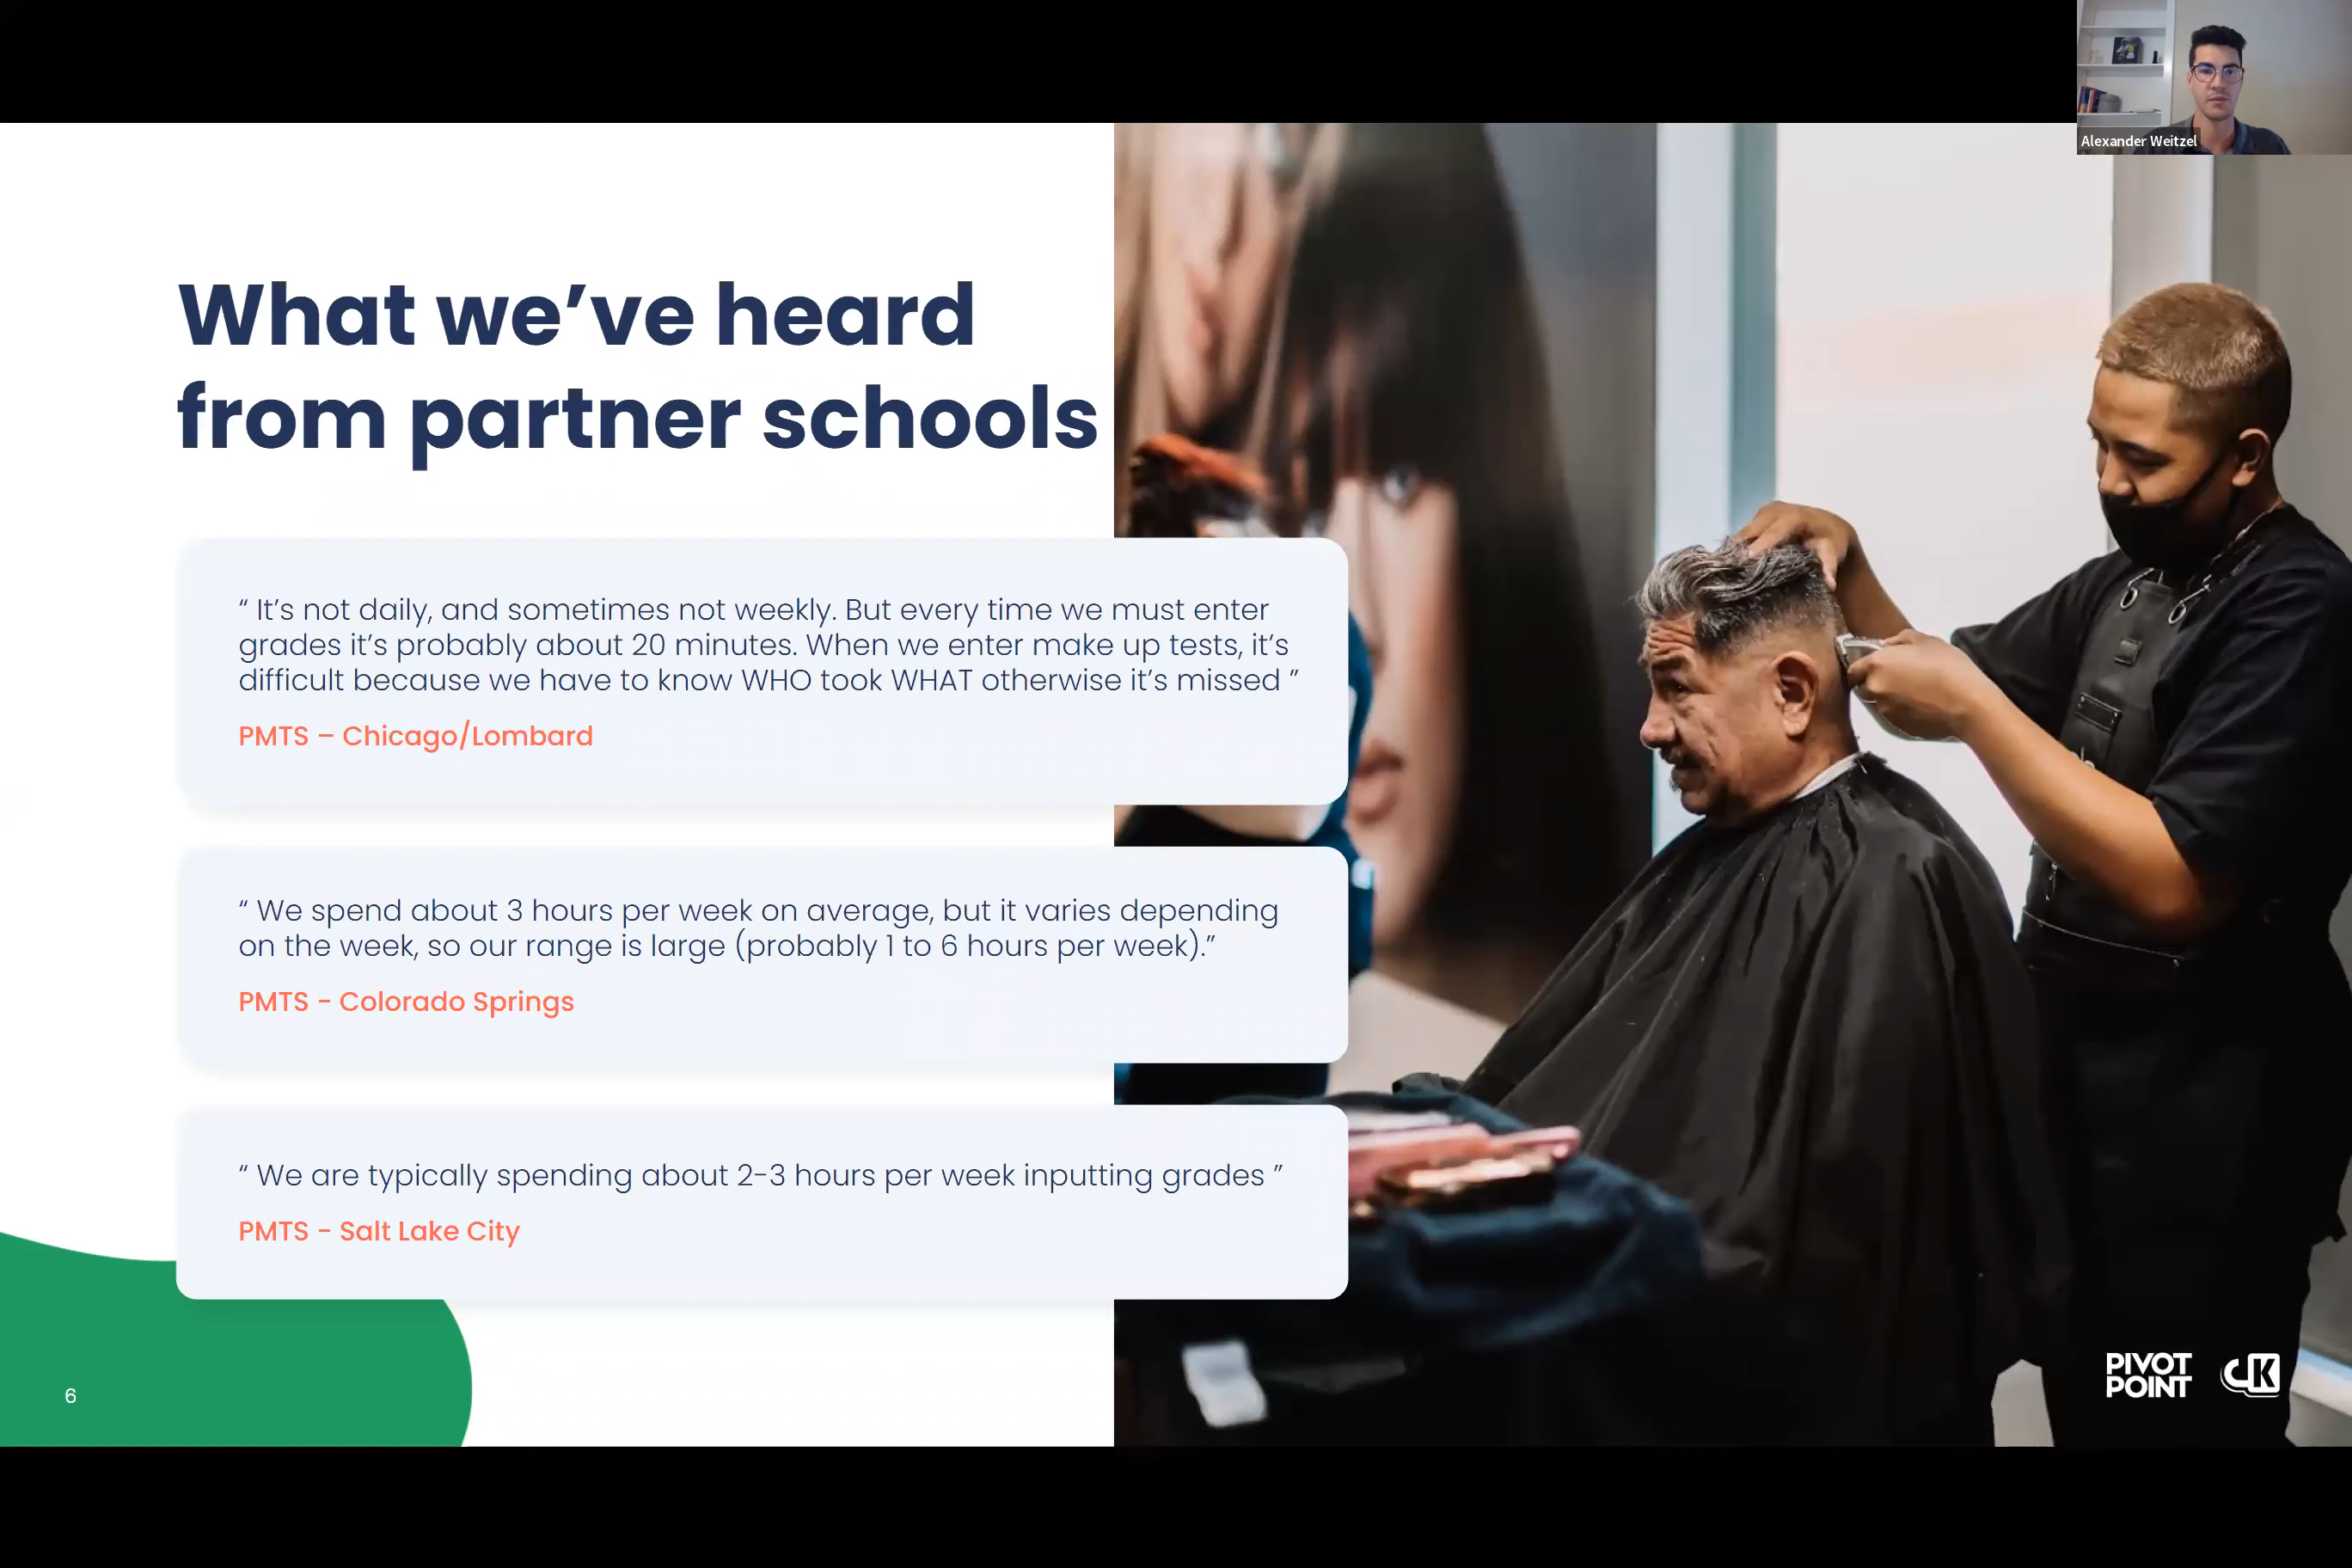 Alexander Weitzel
What we’ve heard
from partner schools
“ It’s not daily, and sometimes not weekly. But every time we must enter
grades it’s probably about 20 minutes. When we enter make up tests, it’s
difficult because we have to know WHO took WHAT otherwise it’s missed ”
PMTS – Chicago/Lombard
“ We spend about 3 hours per week on average, but it varies depending
on the week, so our range is large (probably 1 to 6 hours per week).”
PMTS - Colorado Springs
“ We are typically spending about 2-3 hours per week inputting grades ”
PMTS - Salt Lake City
6
PIVOT
POINT
CK